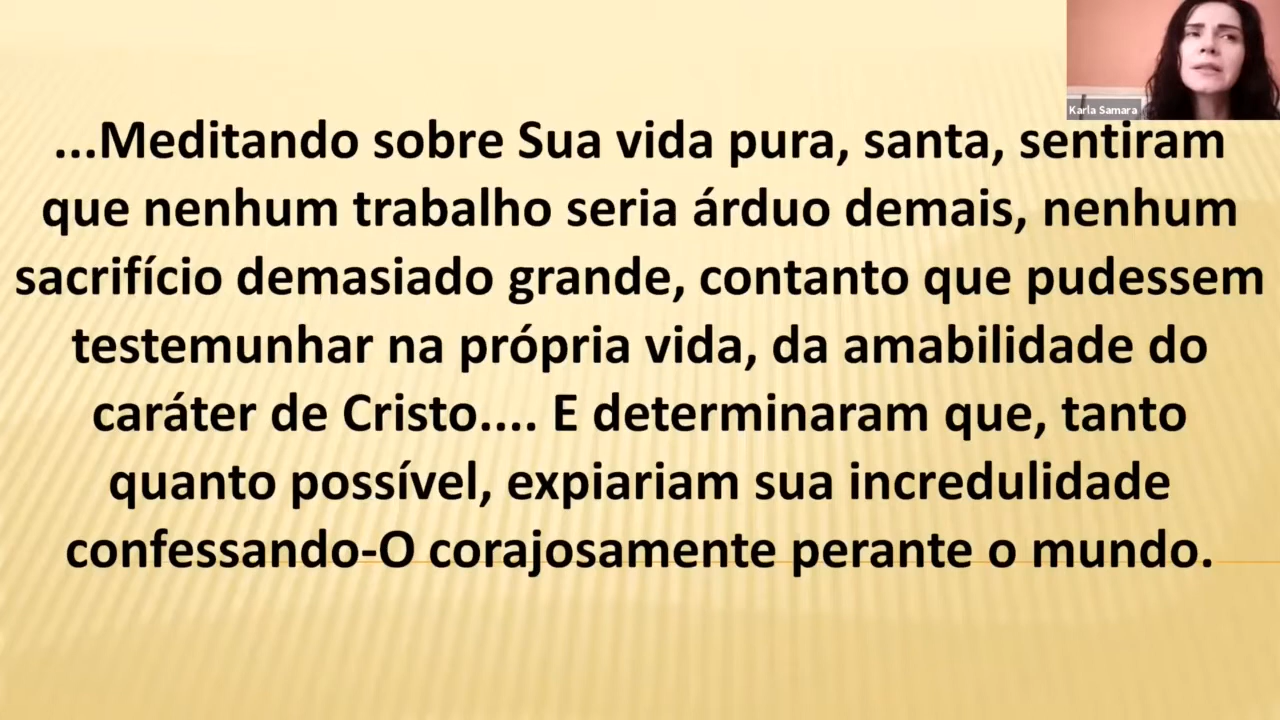 Karla Samara
...Meditando sobre Sua vida pura, santa, sentiram
que nenhum trabalho seria árduo demais, nenhum
sacrifício demasiado grande, contanto que pudessem
testemunhar na própria vida, da amabilidade do
caráter de Cristo.... E determinaram que, tanto
quanto possível, expiariam sua incredulidade
confessando-O corajosamente perante o mundo.